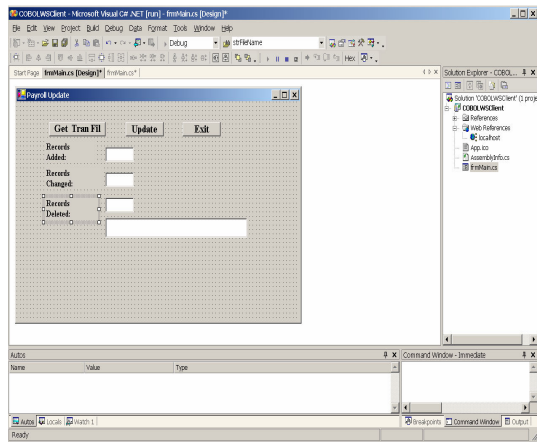 COBOLWSClient - Microsoft Visual C# .NET [run] - frmMain.cs [Design]*
File Edit View Project Build Debug Data Format Tools Window Help
Debug strFileName
Hex
Start Page frmMain.cs [Design]* frmMain.cs*
Solution Explorer - COBOL...
Payroll Update
Get Tran Fil Update Exit
Records
Added:
Records
Changed:
Records
Deleted:
Solution 'COBOLWSClient' (1 proje
COBOLWSClient
References
Web References
localhost
App.ico
AssemblyInfo.cs
frmMain.cs
Autos
Name Value Type
Command Window - Immediate
Autos Locals Watch 1
Breakpoints Command Window Output
Ready